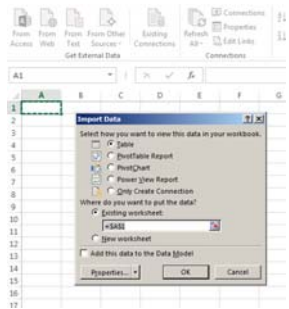 From Access
From Web
From Text
From Other Sources
Existing Connections
Refresh All
Connections
Properties
Edit Links
Get External Data
Connections
A1
fx
A B C D E F G
Import Data
Select how you want to view this data in your workbook.
Table
PivotTable Report
PivotChart
Power View Report
Only Create Connection
Where do you want to put the data?
Existing worksheet:
=$A$1
New worksheet
Add this data to the Data Model
Properties... OK Cancel
1
2
3
4
5
6
7
8
9
10
11
12
13
14
15
16
17